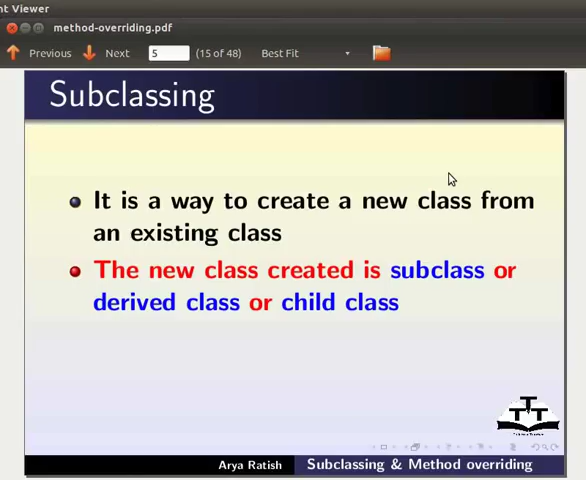 nt Viewer
method-overriding.pdf
Previous Next 5 (15 of 48) Best Fit
Subclassing
It is a way to create a new class from
an existing class
The new class created is subclass or
derived class or child class
Arya Ratish Subclassing & Method overriding